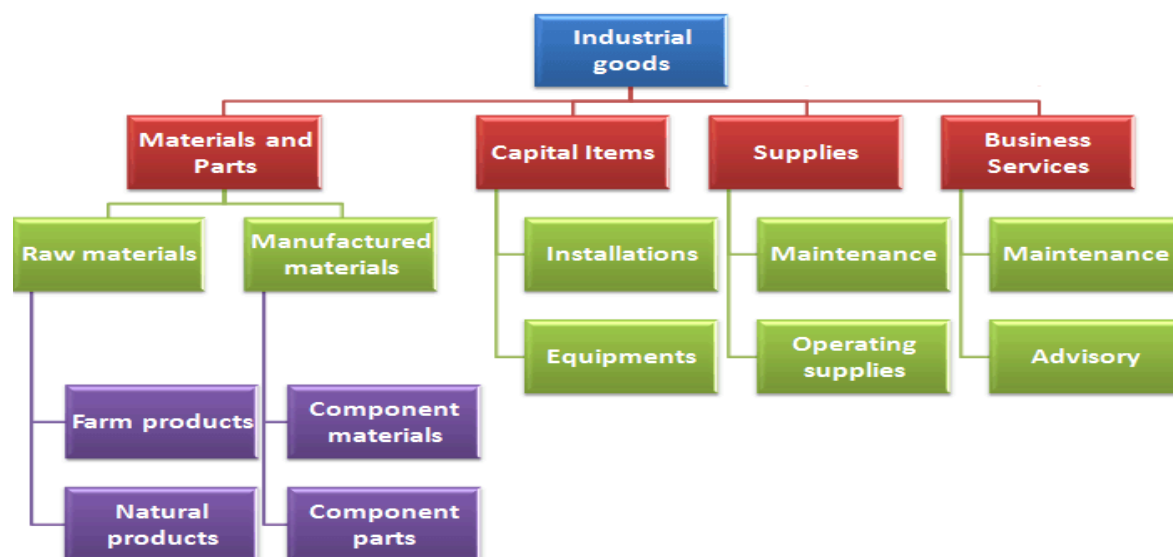 Industrial
goods
Materials and
Parts
Capital Items
Supplies
Business
Services
Raw materials
Manufactured
materials
Installations
Maintenance
Maintenance
Equipments
Operating
supplies
Advisory
Farm products
Component
materials
Natural
products
Component
parts